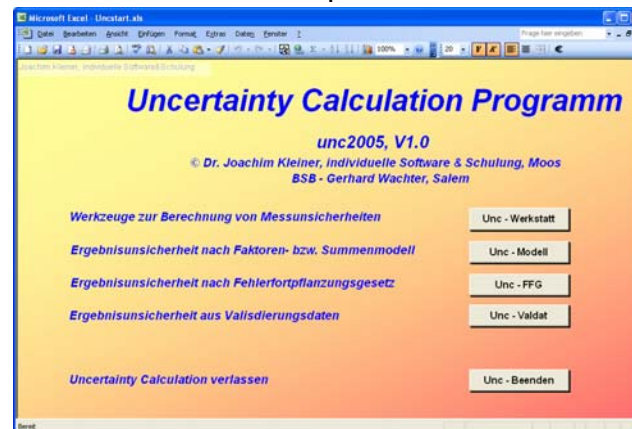 Microsoft Excel - Uncstart.xls
Datei Bearbeiten Ansicht Einfügen Format Extras Daten Fenster ?
Frage hier eingeben
100%
20
F K
€
Joachim Kleiner, individuelle Software&Schulung
Uncertainty Calculation Programm
unc2005, V1.0
© Dr. Joachim Kleiner, individuelle Software & Schulung, Moos
BSB - Gerhard Wachter, Salem
Werkzeuge zur Berechnung von Messunsicherheiten
Unc - Werkstatt
Ergebnisunsicherheit nach Faktoren- bzw. Summenmodell
Unc - Modell
Ergebnisunsicherheit nach Fehlerfortpflanzungsgesetz
Unc - FFG
Ergebnisunsicherheit aus Valisdierungsdaten
Unc - Valdat
Uncertainty Calculation verlassen
Unc - Beenden
Bereit